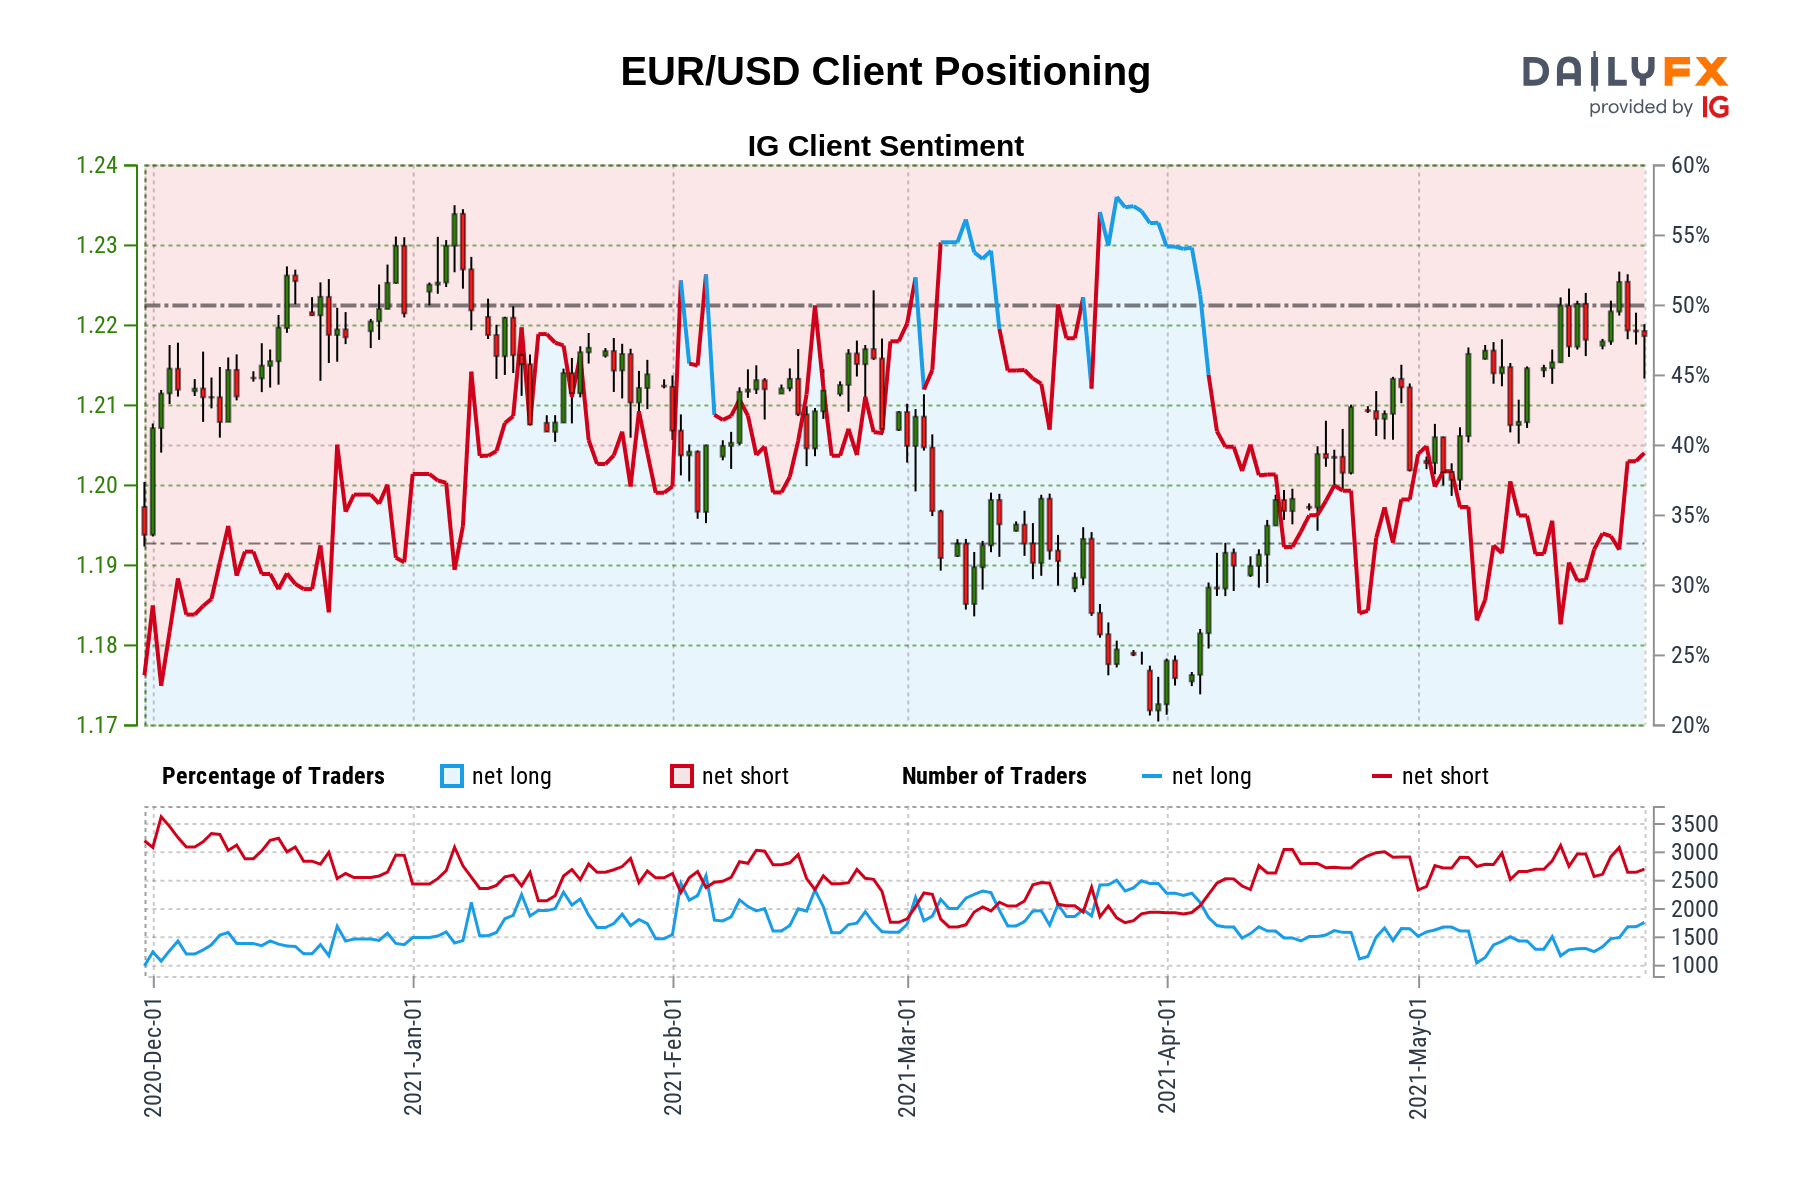 EUR/USD Client Positioning
DAILYFX
provided by IG
IG Client Sentiment
1.24
1.23
1.22
1.21
1.20
1.19
1.18
1.17
60%
55%
50%
45%
40%
35%
30%
25%
20%
Percentage of Traders net long net short Number of Traders net long net short
3500
3000
2500
2000
1500
1000
2020-Dec-01
2021-Jan-01
2021-Feb-01
2021-Mar-01
2021-Apr-01
2021-May-01